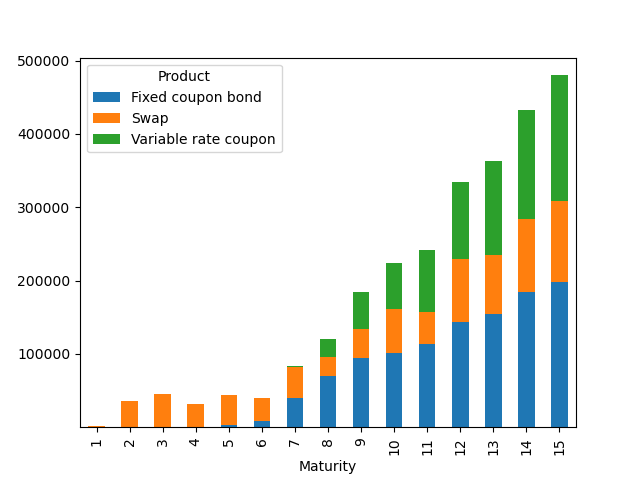 500000
400000
300000
200000
100000
Product
Fixed coupon bond
Swap
Variable rate coupon
1 2 3 4 5 6 7 8 9 10 11 12 13 14 15
Maturity